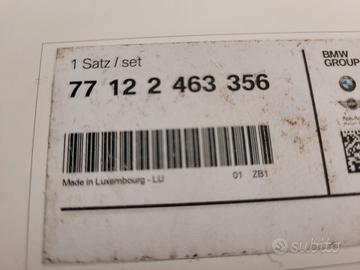 1 Satz / set
BMW
GROUP
77 12 2 463 356
Made in Luxembourg - LU
01 ZB1
subito